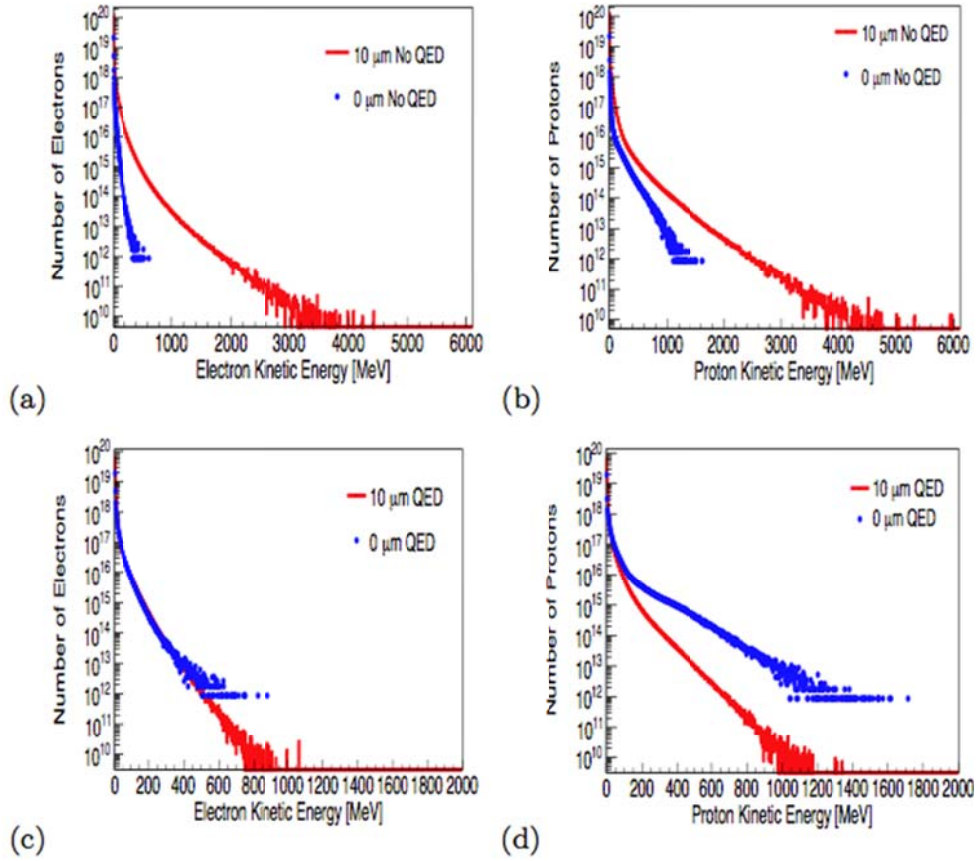 10 μm No QED
0 μm No QED
Number of Electrons
10^20
10^19
10^18
10^17
10^16
10^15
10^14
10^13
10^12
10^11
10^10
0 1000 2000 3000 4000 5000 6000
Electron Kinetic Energy [MeV]
(a)
10 μm No QED
0 μm No QED
Number of Protons
10^20
10^19
10^18
10^17
10^16
10^15
10^14
10^13
10^12
10^11
10^10
0 1000 2000 3000 4000 5000 6000
Proton Kinetic Energy [MeV]
(b)
10 μm QED
0 μm QED
Number of Electrons
10^20
10^19
10^18
10^17
10^16
10^15
10^14
10^13
10^12
10^11
10^10
0 200 400 600 800 1000 1200 1400 1600 1800 2000
Electron Kinetic Energy [MeV]
(c)
10 μm QED
0 μm QED
Number of Protons
10^20
10^19
10^18
10^17
10^16
10^15
10^14
10^13
10^12
10^11
10^10
0 200 400 600 800 1000 1200 1400 1600 1800 2000
Proton Kinetic Energy [MeV]
(d)